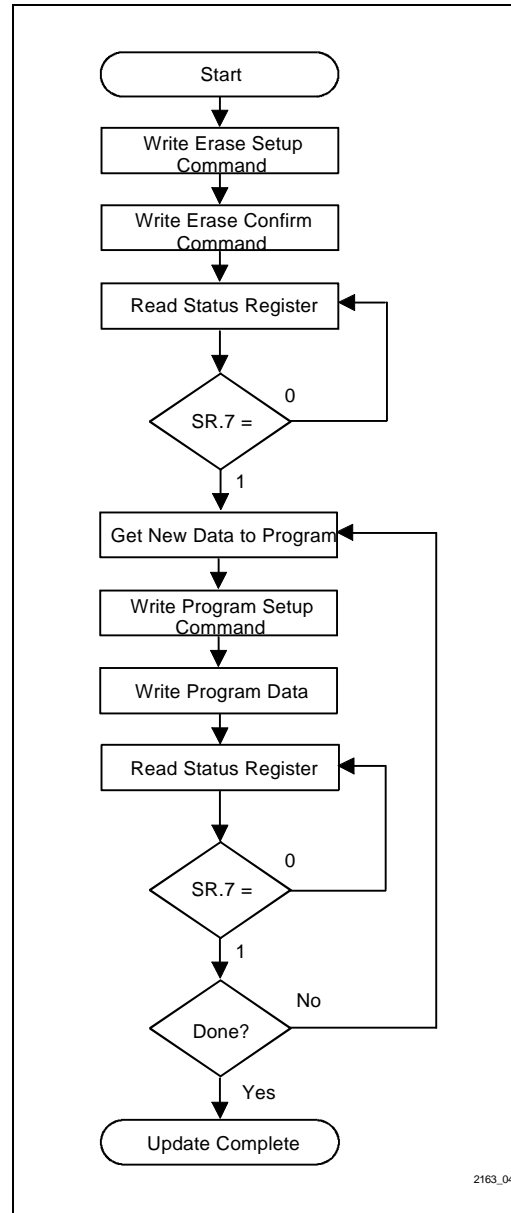 Start
Write Erase Setup
Command
Write Erase Confirm
Command
Read Status Register
0
SR.7 =
1
Get New Data to Program
Write Program Setup
Command
Write Program Data
Read Status Register
0
SR.7 =
1
No
Done?
Yes
Update Complete
2163_04